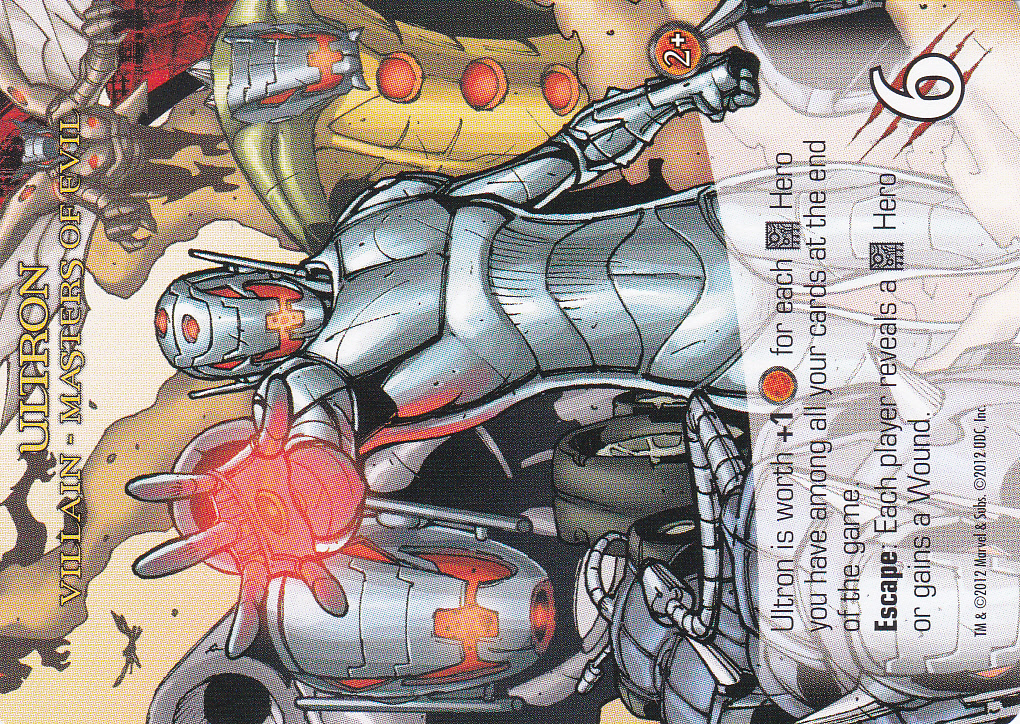 ULTRON
VILLAIN - MASTERS OF EVIL
2+
Ultron is worth +1 for each Hero
you have among all your cards at the end
of the game.
Escape: Each player reveals a Hero
or gains a Wound.
6
TM & ©2012 Marvel & Subs. ©2012 UDC, Inc.